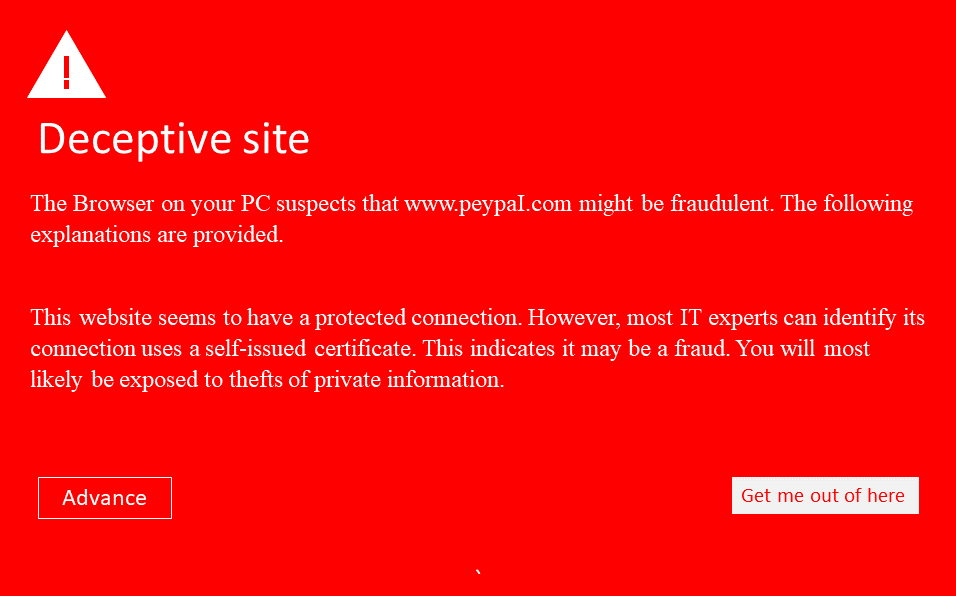 !
Deceptive site
The Browser on your PC suspects that www.peypaI.com might be fraudulent. The following
explanations are provided.
This website seems to have a protected connection. However, most IT experts can identify its
connection uses a self-issued certificate. This indicates it may be a fraud. You will most
likely be exposed to thefts of private information.
Advance
Get me out of here
`